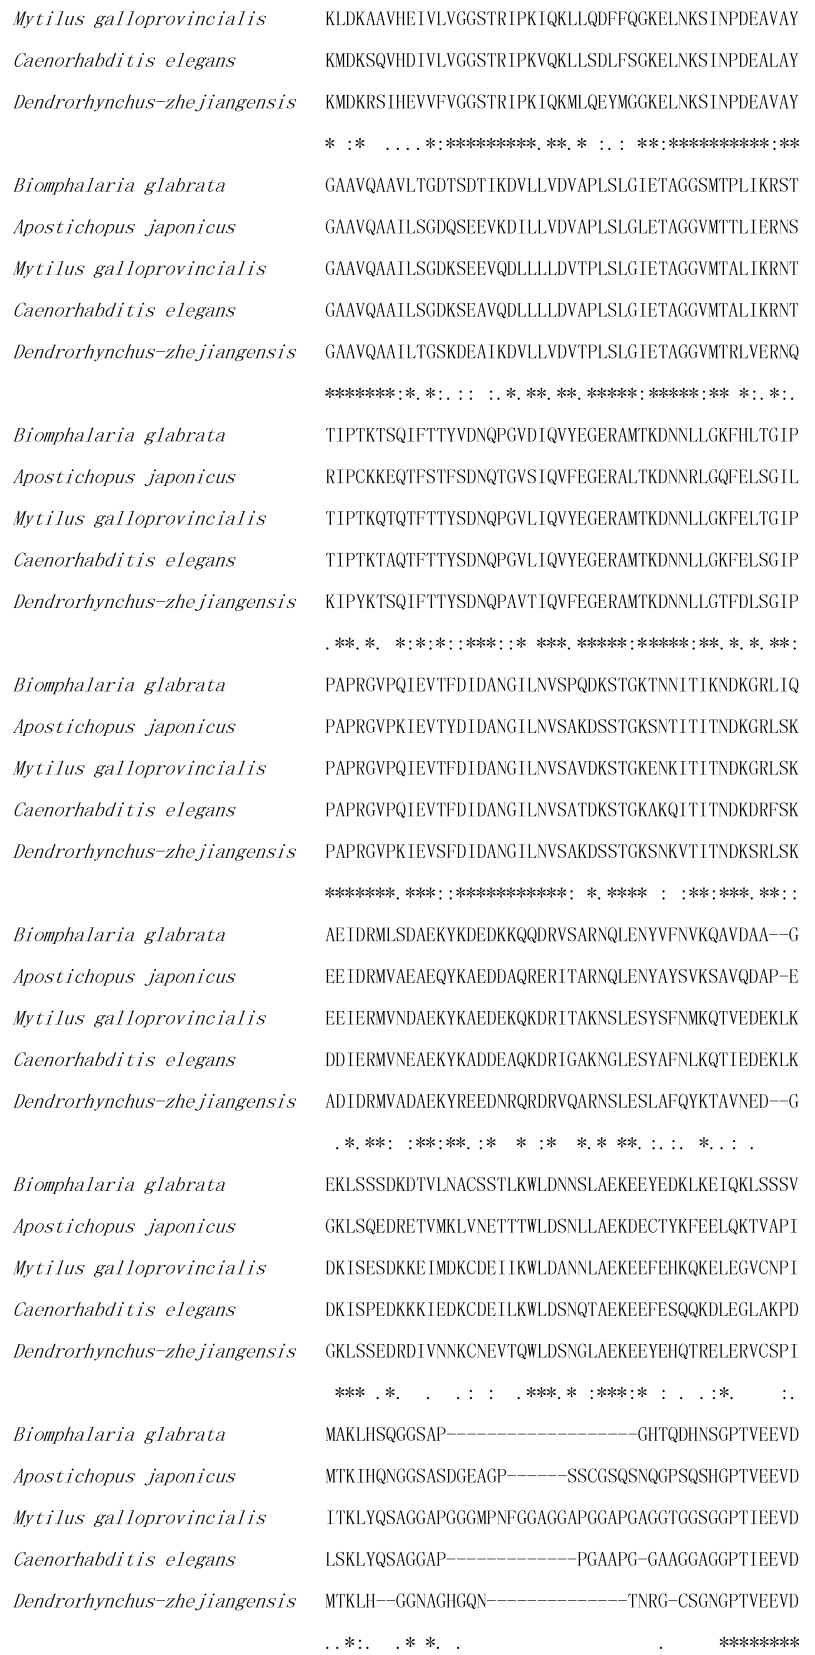 Mytilus galloprovincialis KLDKAAVHEIVLVGGSTRIPKIQKLLQDFFQGKELNKSINPDEAVAY
Caenorhabditis elegans KMDKSQVHDIVLVGGSTRIPKVQKLLSDLFSGKELNKSINPDEALAY
Dendrorhynchus-zhejiangensis KMDKRSIHEVVFVGGSTRIPKIQKMLQEYMGGKELNKSINPDEAVAY
* :*  ....*:*********.**.* :.: **:**********:**
Biomphalaria glabrata GAAVQAAVLTGDTSDTIKDVLLVDVAPLSLGIETAGGSMTPLIKRST
Apostichopus japonicus GAAVQAAILSGDQSEEVKDILLVDVAPLSLGLETAGGVMTTLIERNS
Mytilus galloprovincialis GAAVQAAILSGDKSEEVQDLLLLDVTPLSLGIETAGGVMTALIKRNT
Caenorhabditis elegans GAAVQAAILSGDKSEAVQDLLLLDVAPLSLGIETAGGVMTALIKRNT
Dendrorhynchus-zhejiangensis GAAVQAAILTGSKDEAIKDVLLVDVTPLSLGIETAGGVMTRLVERNQ
*******:*.*:.:: :.*.**.**.*****:*****:** *:.*:.
Biomphalaria glabrata TIPTKTSQIFTTYVDNQPGVDIQVYEGERAMTKDNNLLGKFHLTGIP
Apostichopus japonicus RIPCKKEQTFSTFSDNQTGVSIQVFEGERALTKDNNRLGQFELSGIL
Mytilus galloprovincialis TIPTKQTQTFTTYSDNQPGVLIQVYEGERAMTKDNNLLGKFELTGIP
Caenorhabditis elegans TIPTKTAQTFTTYSDNQPGVLIQVYEGERAMTKDNNLLGKFELSGIP
Dendrorhynchus-zhejiangensis KIPYKTSQIFTTYSDNQPAVTIQVFEGERAMTKDNNLLGTFDLSGIP
.**.*. *:*:*::***::* ***.*****:*****:**.*.*.**:
Biomphalaria glabrata PAPRGVPQIEVTFDIDANGILNVSPQDKSTGKTNNITIKNDKGRLIQ
Apostichopus japonicus PAPRGVPKIEVTYDIDANGILNVSAKDSSTGKSNTITITNDKGRLSK
Mytilus galloprovincialis PAPRGVPQIEVTFDIDANGILNVSAVDKSTGKENKITITNDKGRLSK
Caenorhabditis elegans PAPRGVPQIEVTFDIDANGILNVSATDKSTGKAKQITITNDKDRFSK
Dendrorhynchus-zhejiangensis PAPRGVPKIEVSFDIDANGILNVSAKDSSTGKSNKVTITNDKSRLSK
*******.***::***********: *.**** : :**:***.**::
Biomphalaria glabrata AEIDRMLSDAEKYKDEDKKQQDRVSARNQLENYVFNVKQAVDAA--G
Apostichopus japonicus EEIDRMVAEAEQYKAEDDAQRERITARNQLENYAYSVKSAVQDAP-E
Mytilus galloprovincialis EEIERMVNDAEKYKAEDEKQKDRITAKNSLESYSFNMKQTVEDEKLK
Caenorhabditis elegans DDIERMVNEAEKYKADDEAQKDRIGAKNGLESYAFNLKQTIEDEKLK
Dendrorhynchus-zhejiangensis ADIDRMVADAEKYREEDNRQRDRVQARNSLESLAFQYKTAVNED--G
.*.**: :**:**.:*  * :*  *.* **.:.:. *..: .
Biomphalaria glabrata EKLSSSDKDTVLNACSSTLKWLDNNSLAEKEEYEDKLKEIQKLSSSV
Apostichopus japonicus GKLSQEDRETVMKLVNETTTWLDSNLLAEKDECTYKFEELQKTVAPI
Mytilus galloprovincialis DKISESDKKEIMDKCDEIIKWLDANNLAEKEEFEHKQKELEGVCNPI
Caenorhabditis elegans DKISPEDKKKIEDKCDEILKWLDSNQTAEKEEFESQQKDLEGLAKPD
Dendrorhynchus-zhejiangensis GKLSSEDRDIVNNKCNEVTQWLDSNGLAEKEEYEHQTRELERVCSPI
*** .*.  .  .: :  .***.* :***:* : . .:*.    :.
Biomphalaria glabrata MAKLHSQGGSAP-------------------GHTQDHNSGPTVEEVD
Apostichopus japonicus MTKIHQNGGSASDGEAGP------SSCGSQSNQGPSQSHGPTVEEVD
Mytilus galloprovincialis ITKLYQSAGGAPGGGMPNFGGAGGAPGGAPGAGGTGGSGGPTIEEVD
Caenorhabditis elegans LSKLYQSAGGAP-------------PGAAPG-GAAGGAGGPTIEEVD
Dendrorhynchus-zhejiangensis MTKLH--GGNAGHGQN--------------TNRG-CSGNGPTVEEVD
..*:.  .* *. .                    .     ********